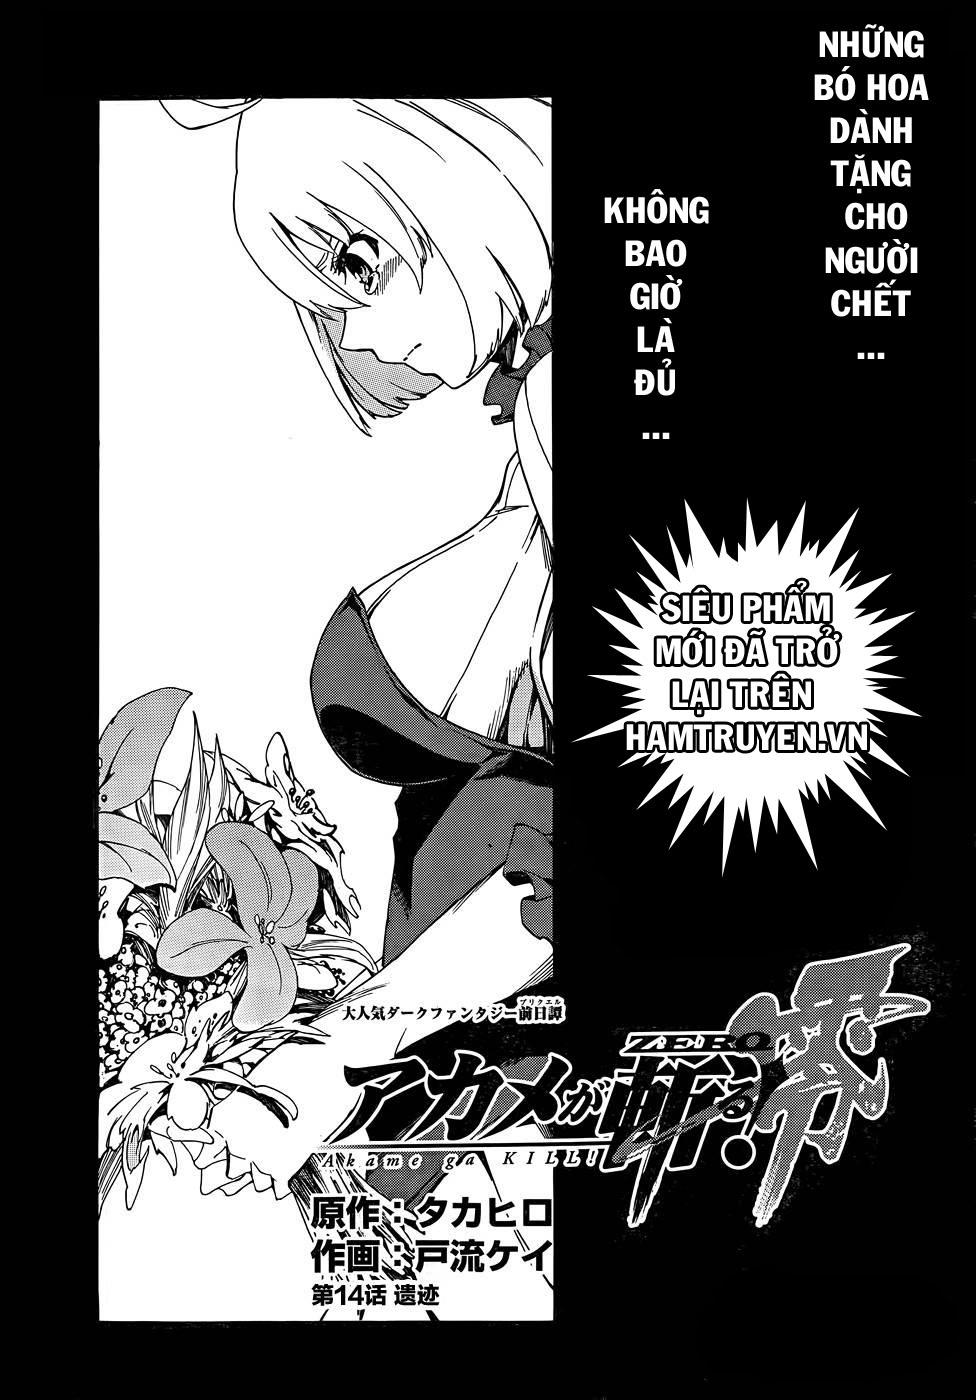 NHỮNG
BÓ HOA
DÀNH
TẶNG
CHO
NGƯỜI
CHẾT
...
KHÔNG
BAO
GIỜ
LÀ
ĐỦ
...
SIÊU PHẨM
MỚI ĐÃ TRỞ
LẠI TRÊN
HAMTRUYEN.VN
プリクエル
大人気ダークファンタジー前日譚
ZERO
アカメが斬る!零
Akame ga KILL!
原作：タカヒロ
作画：戸流ケイ
第14话 遗迹